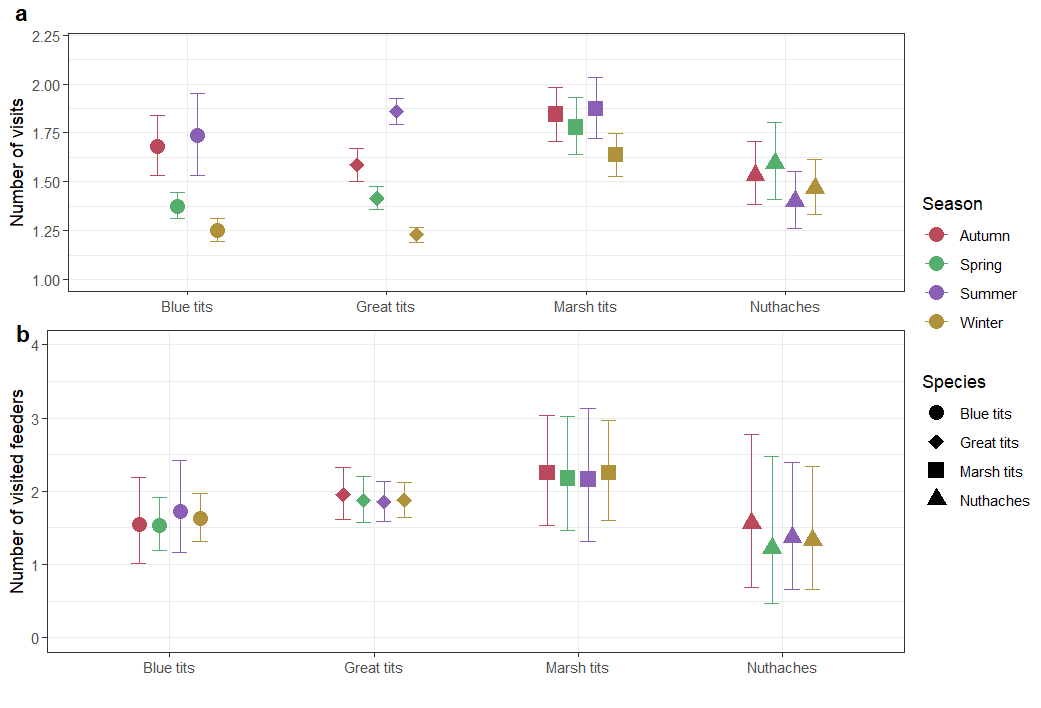 a
Number of visits
2.25
2.00
1.75
1.50
1.25
1.00
Blue tits Great tits Marsh tits Nuthaches
b
Number of visited feeders
4
3
2
1
0
Blue tits Great tits Marsh tits Nuthaches
Season
Autumn
Spring
Summer
Winter
Species
Blue tits
Great tits
Marsh tits
Nuthaches